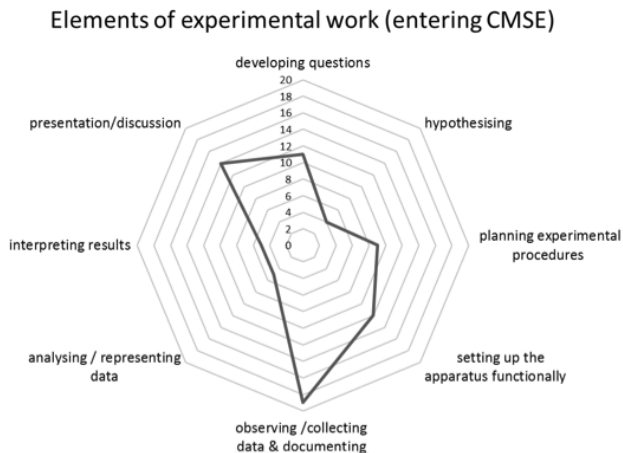 Elements of experimental work (entering CMSE)
developing questions
20
18
16
14
12
10
8
6
4
2
0
presentation/discussion
hypothesising
interpreting results
planning experimental
procedures
analysing / representing
data
setting up the
apparatus functionally
observing /collecting
data & documenting